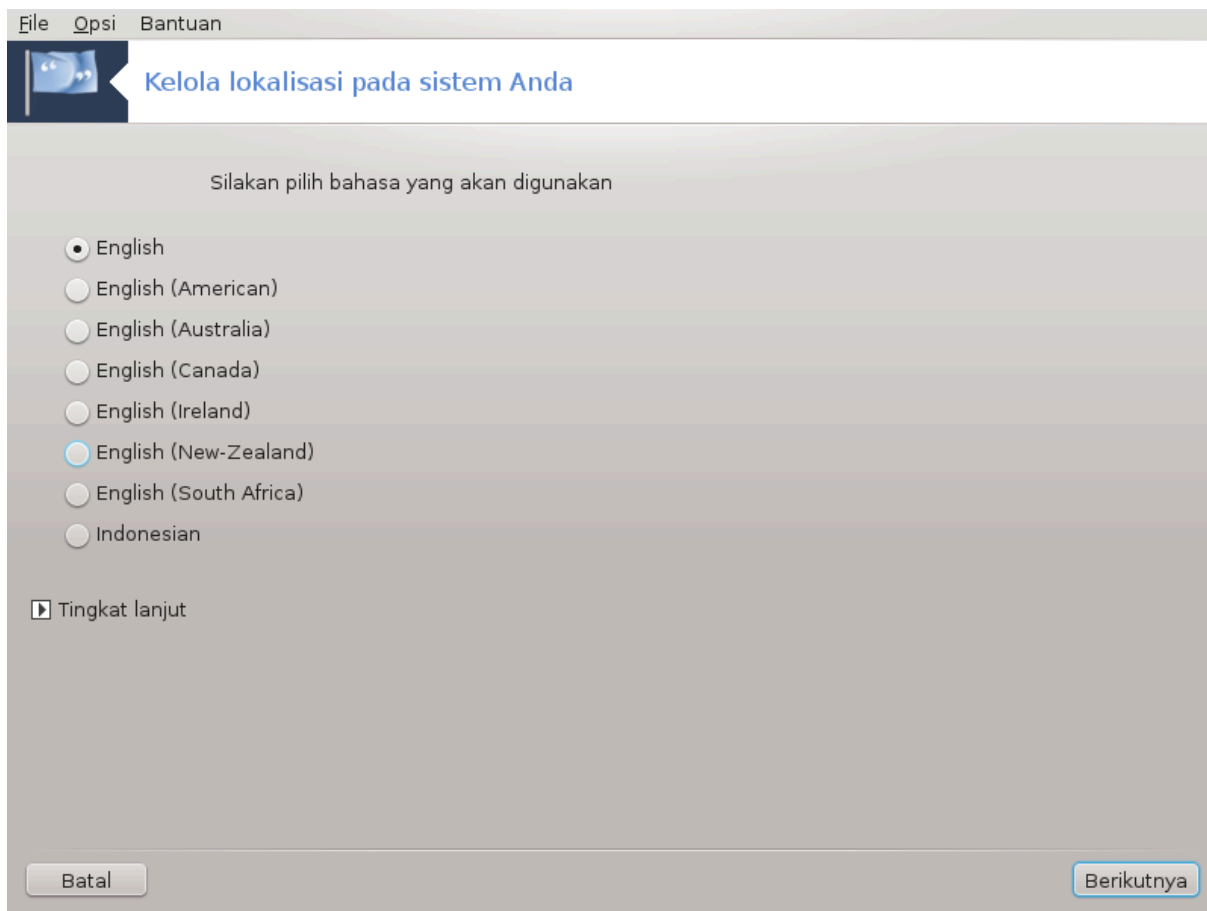 File Opsi Bantuan
Kelola lokalisasi pada sistem Anda
Silakan pilih bahasa yang akan digunakan
English
English (American)
English (Australia)
English (Canada)
English (Ireland)
English (New-Zealand)
English (South Africa)
Indonesian
Tingkat lanjut
Batal Berikutnya